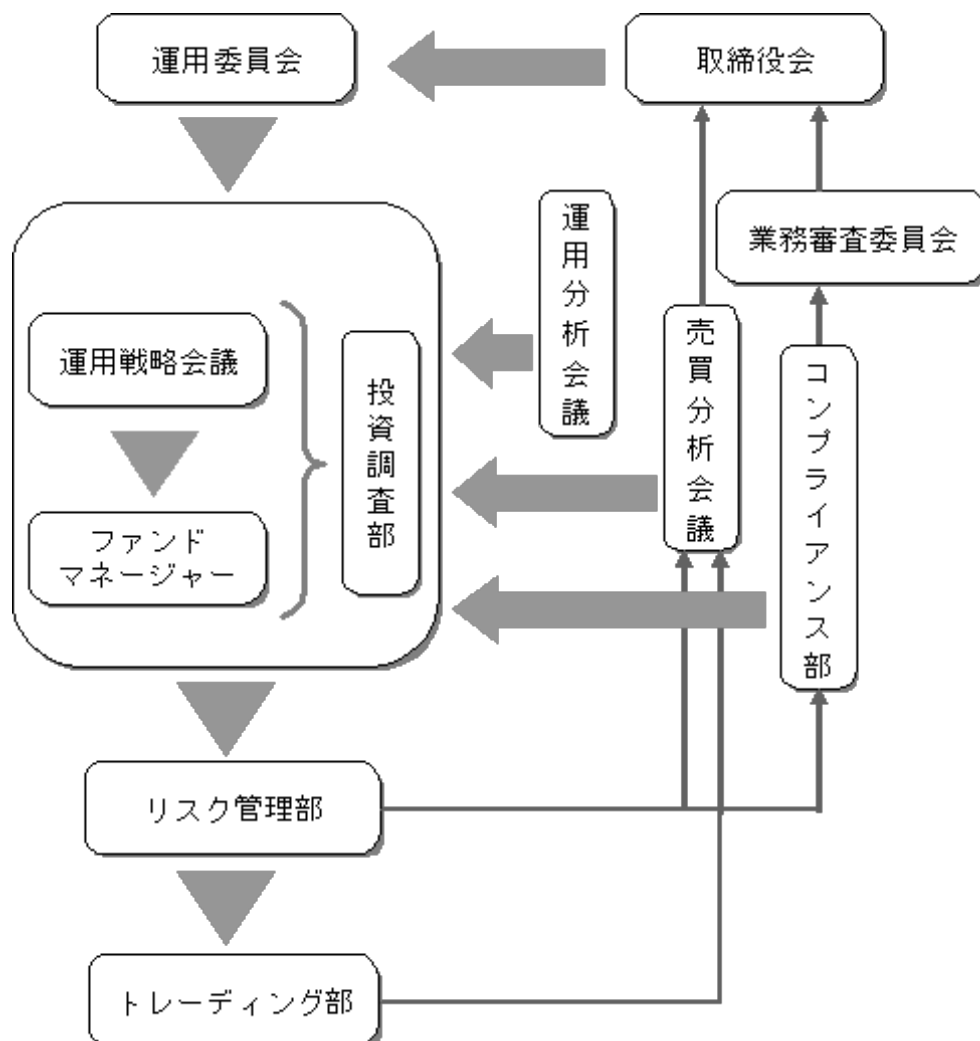 運用委員会
取締役会
運用分析会議
業務審査委員会
運用戦略会議
投資調査部
売買分析会議
コンプライアンス部
ファンド
マネージャー
リスク管理部
トレーディング部